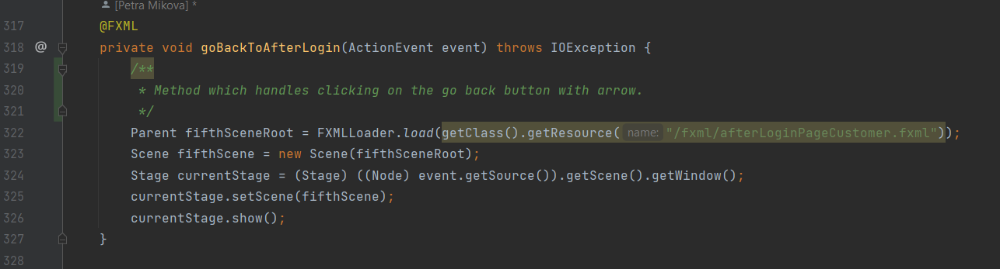 [Petra Mikova] *
317 @FXML
318 @ private void goBackToAfterLogin(ActionEvent event) throws IOException {
319 /**
320 * Method which handles clicking on the go back button with arrow.
321 */
322 Parent fifthSceneRoot = FXMLLoader.load(getClass().getResource( name: "/fxml/afterLoginPageCustomer.fxml"));
323 Scene fifthScene = new Scene(fifthSceneRoot);
324 Stage currentStage = (Stage) ((Node) event.getSource()).getScene().getWindow();
325 currentStage.setScene(fifthScene);
326 currentStage.show();
327 }
328